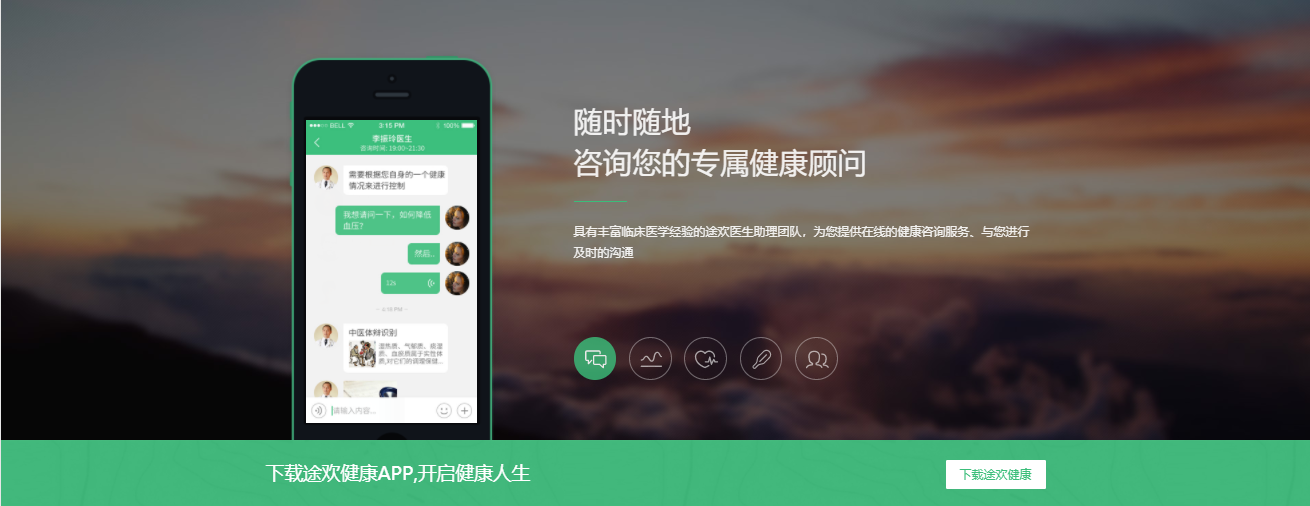 BELL
3:15 PM
100%
李振玲医生
咨询时间: 19:00~21:30
需要根据您自身的一个健康
情况来进行控制
我想请问一下，如何降低
血压?
然后...
12s
4:16 PM
中医体辩识别
湿热质、气郁质、痰湿
质、血瘀质属于实性体
质,对它们的调理保健...
请输入内容...
随时随地
咨询您的专属健康顾问
具有丰富临床医学经验的途欢医生助理团队，为您提供在线的健康咨询服务、与您进行
及时的沟通
下载途欢健康APP,开启健康人生
下载途欢健康